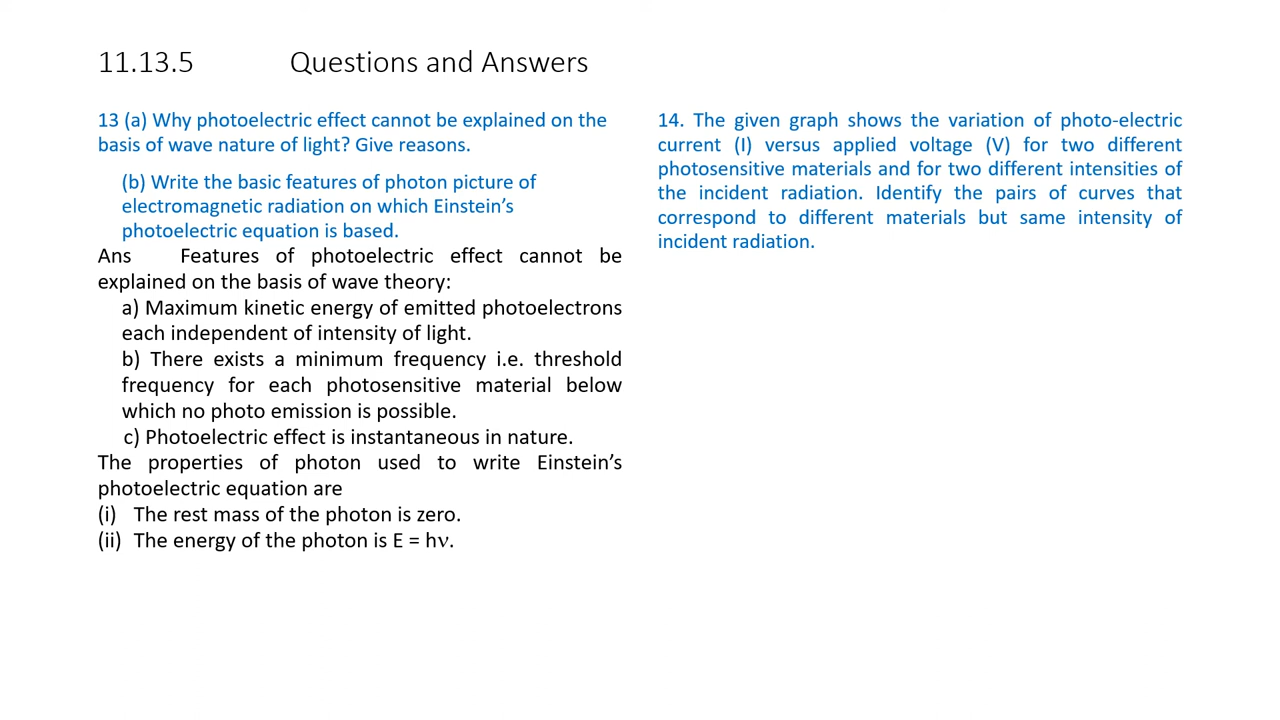 11.13.5 Questions and Answers
13 (a) Why photoelectric effect cannot be explained on the
basis of wave nature of light? Give reasons.
(b) Write the basic features of photon picture of
electromagnetic radiation on which Einstein’s
photoelectric equation is based.
Ans Features of photoelectric effect cannot be
explained on the basis of wave theory:
a) Maximum kinetic energy of emitted photoelectrons
each independent of intensity of light.
b) There exists a minimum frequency i.e. threshold
frequency for each photosensitive material below
which no photo emission is possible.
c) Photoelectric effect is instantaneous in nature.
The properties of photon used to write Einstein’s
photoelectric equation are
(i) The rest mass of the photon is zero.
(ii) The energy of the photon is E = hν.
14. The given graph shows the variation of photo-electric
current (I) versus applied voltage (V) for two different
photosensitive materials and for two different intensities of
the incident radiation. Identify the pairs of curves that
correspond to different materials but same intensity of
incident radiation.